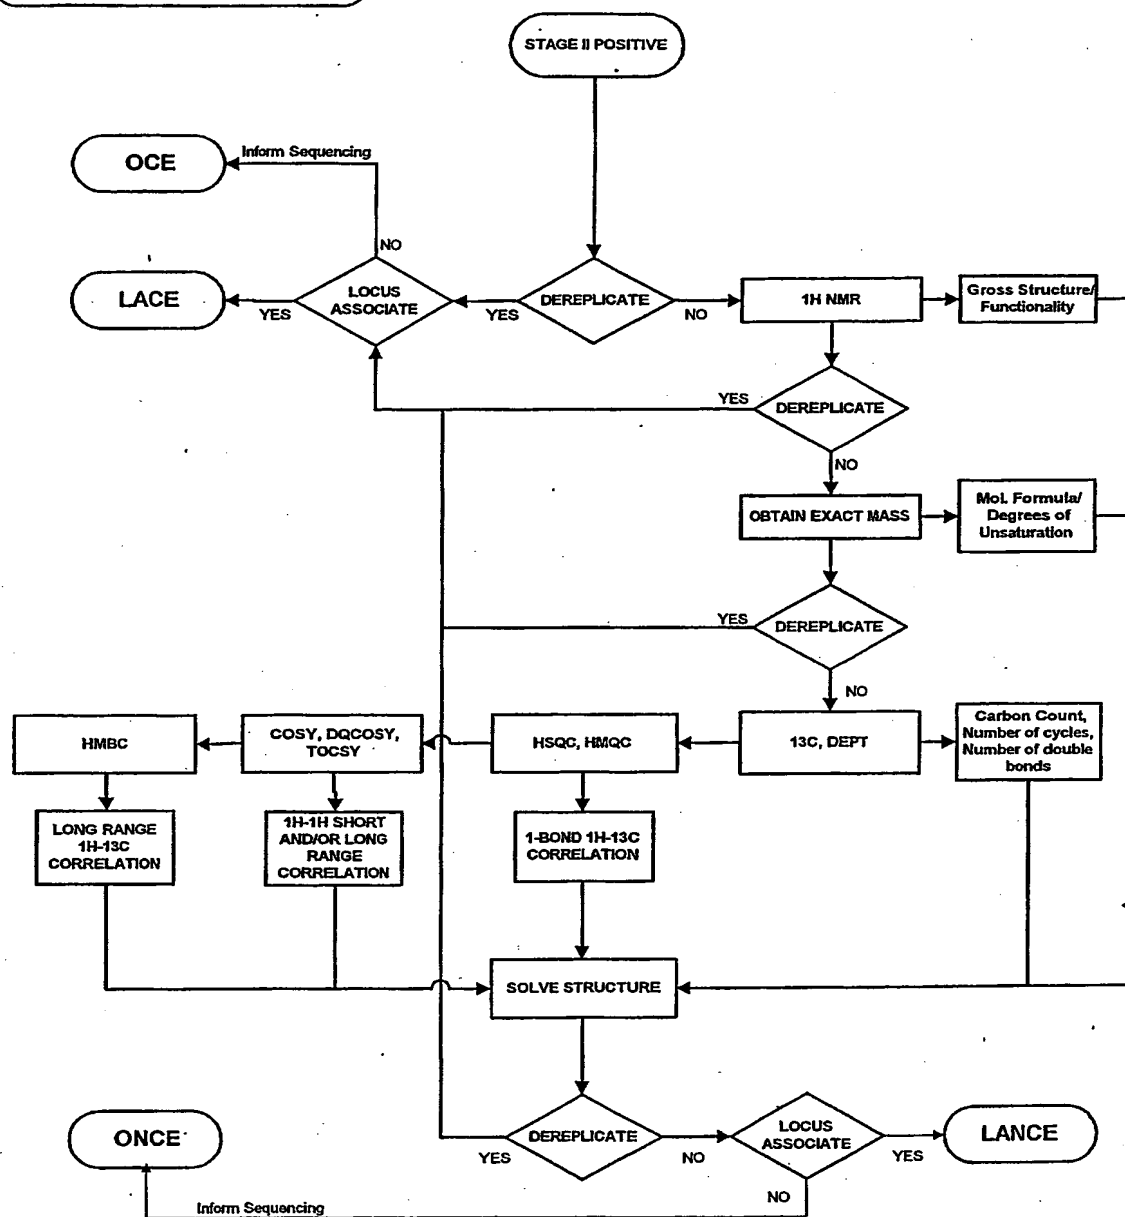 STAGE II POSITIVE
OCE
Inform Sequencing
NO
LACE
YES
LOCUS
ASSOCIATE
YES
DEREPLICATE
NO
1H NMR
Gross Structure/
Functionality
YES
DEREPLICATE
NO
OBTAIN EXACT MASS
Mol. Formula/
Degrees of
Unsaturation
YES
DEREPLICATE
NO
HMBC
COSY, DQCOSY,
TOCSY
HSQC, HMQC
13C, DEPT
Carbon Count,
Number of cycles,
Number of double
bonds
LONG RANGE
1H-13C
CORRELATION
1H-1H SHORT
AND/OR LONG
RANGE
CORRELATION
1-BOND 1H-13C
CORRELATION
SOLVE STRUCTURE
ONCE
YES
DEREPLICATE
NO
LOCUS
ASSOCIATE
YES
LANCE
NO
Inform Sequencing